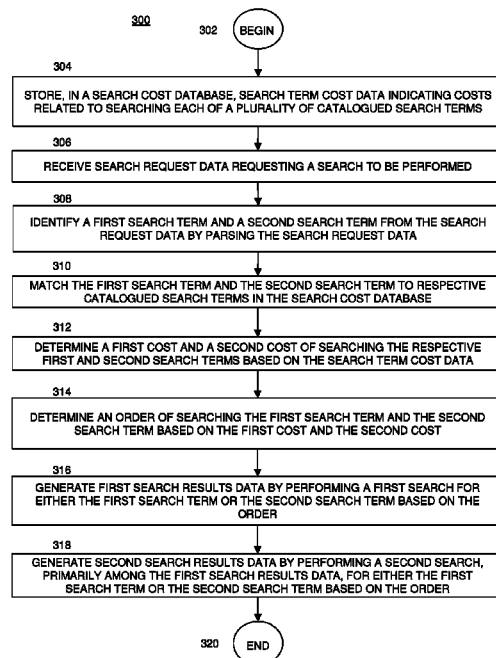 300
302
BEGIN
304
STORE, IN A SEARCH COST DATABASE, SEARCH TERM COST DATA INDICATING COSTS
RELATED TO SEARCHING EACH OF A PLURALITY OF CATALOGUED SEARCH TERMS
306
RECEIVE SEARCH REQUEST DATA REQUESTING A SEARCH TO BE PERFORMED
308
IDENTIFY A FIRST SEARCH TERM AND A SECOND SEARCH TERM FROM THE SEARCH
REQUEST DATA BY PARSING THE SEARCH REQUEST DATA
310
MATCH THE FIRST SEARCH TERM AND THE SECOND SEARCH TERM TO RESPECTIVE
CATALOGUED SEARCH TERMS IN THE SEARCH COST DATABASE
312
DETERMINE A FIRST COST AND A SECOND COST OF SEARCHING THE RESPECTIVE
FIRST AND SECOND SEARCH TERMS BASED ON THE SEARCH TERM COST DATA
314
DETERMINE AN ORDER OF SEARCHING THE FIRST SEARCH TERM AND THE SECOND
SEARCH TERM BASED ON THE FIRST COST AND THE SECOND COST
316
GENERATE FIRST SEARCH RESULTS DATA BY PERFORMING A FIRST SEARCH FOR
EITHER THE FIRST SEARCH TERM OR THE SECOND SEARCH TERM BASED ON THE
ORDER
318
GENERATE SECOND SEARCH RESULTS DATA BY PERFORMING A SECOND SEARCH,
PRIMARILY AMONG THE FIRST SEARCH RESULTS DATA, FOR EITHER THE FIRST
SEARCH TERM OR THE SECOND SEARCH TERM BASED ON THE ORDER
320
END